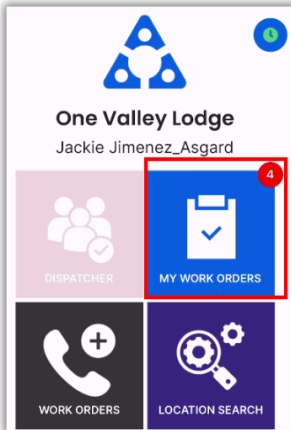 One Valley Lodge
Jackie Jimenez_Asgard
4
DISPATCHER
MY WORK ORDERS
WORK ORDERS
LOCATION SEARCH